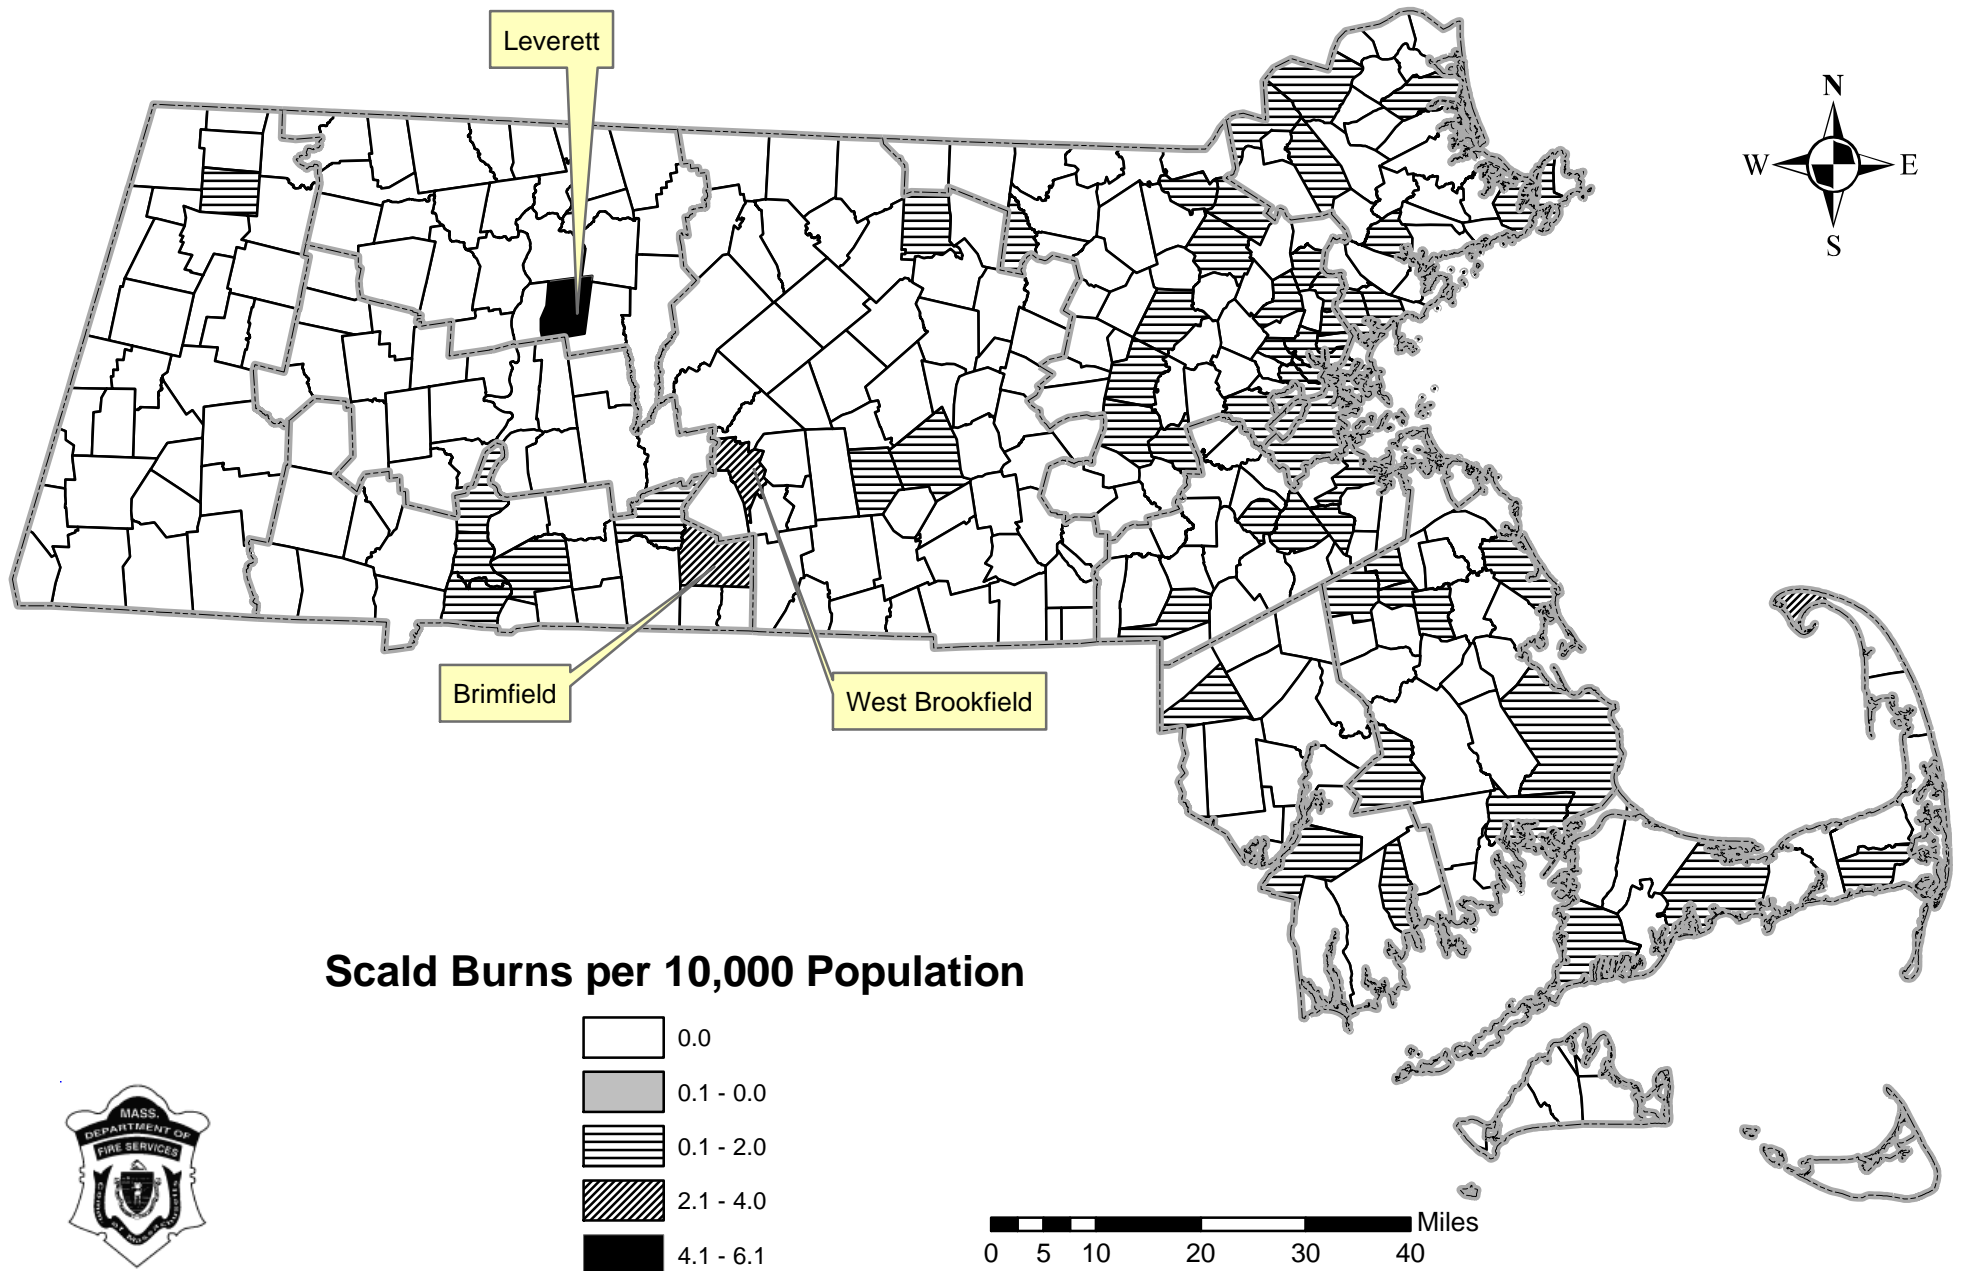 Leverett
N
W
E
S
Brimfield
West Brookfield
Scald Burns per 10,000 Population
0.0
0.1 - 0.0
0.1 - 2.0
2.1 - 4.0
4.1 - 6.1
Miles
0 5 10 20 30 40
MASS.
DEPARTMENT OF
FIRE SERVICES